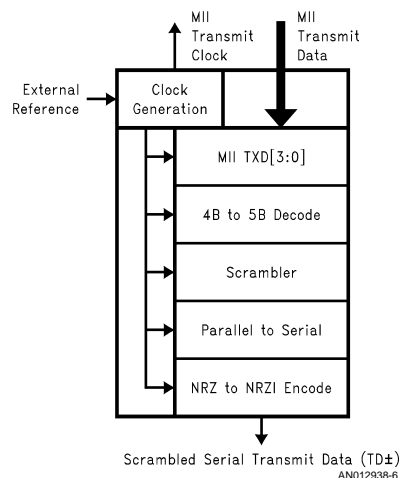 MII
Transmit
Clock
MII
Transmit
Data
External
Reference
Clock
Generation
MII TXD[3:0]
4B to 5B Decode
Scrambler
Parallel to Serial
NRZ to NRZI Encode
Scrambled Serial Transmit Data (TD±)
AN012938-6